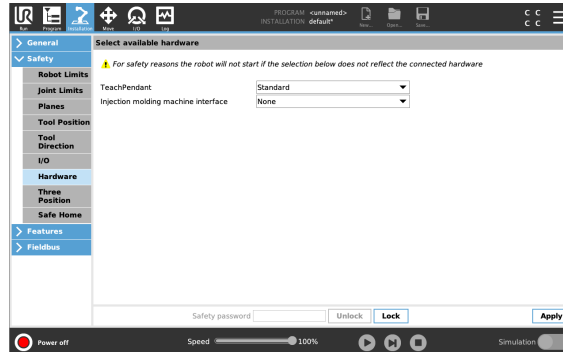 PROGRAM <unnamed>
INSTALLATION default*
C C
C C
Run Program Installation Move I/O Log New... Open... Save...
General
Safety
Robot Limits
Joint Limits
Planes
Tool Position
Tool
Direction
I/O
Hardware
Three
Position
Safe Home
Features
Fieldbus
Select available hardware
For safety reasons the robot will not start if the selection below does not reflect the connected hardware
TeachPendant Standard
Injection molding machine interface None
Safety password Unlock Lock Apply
Power off Speed 100% Simulation